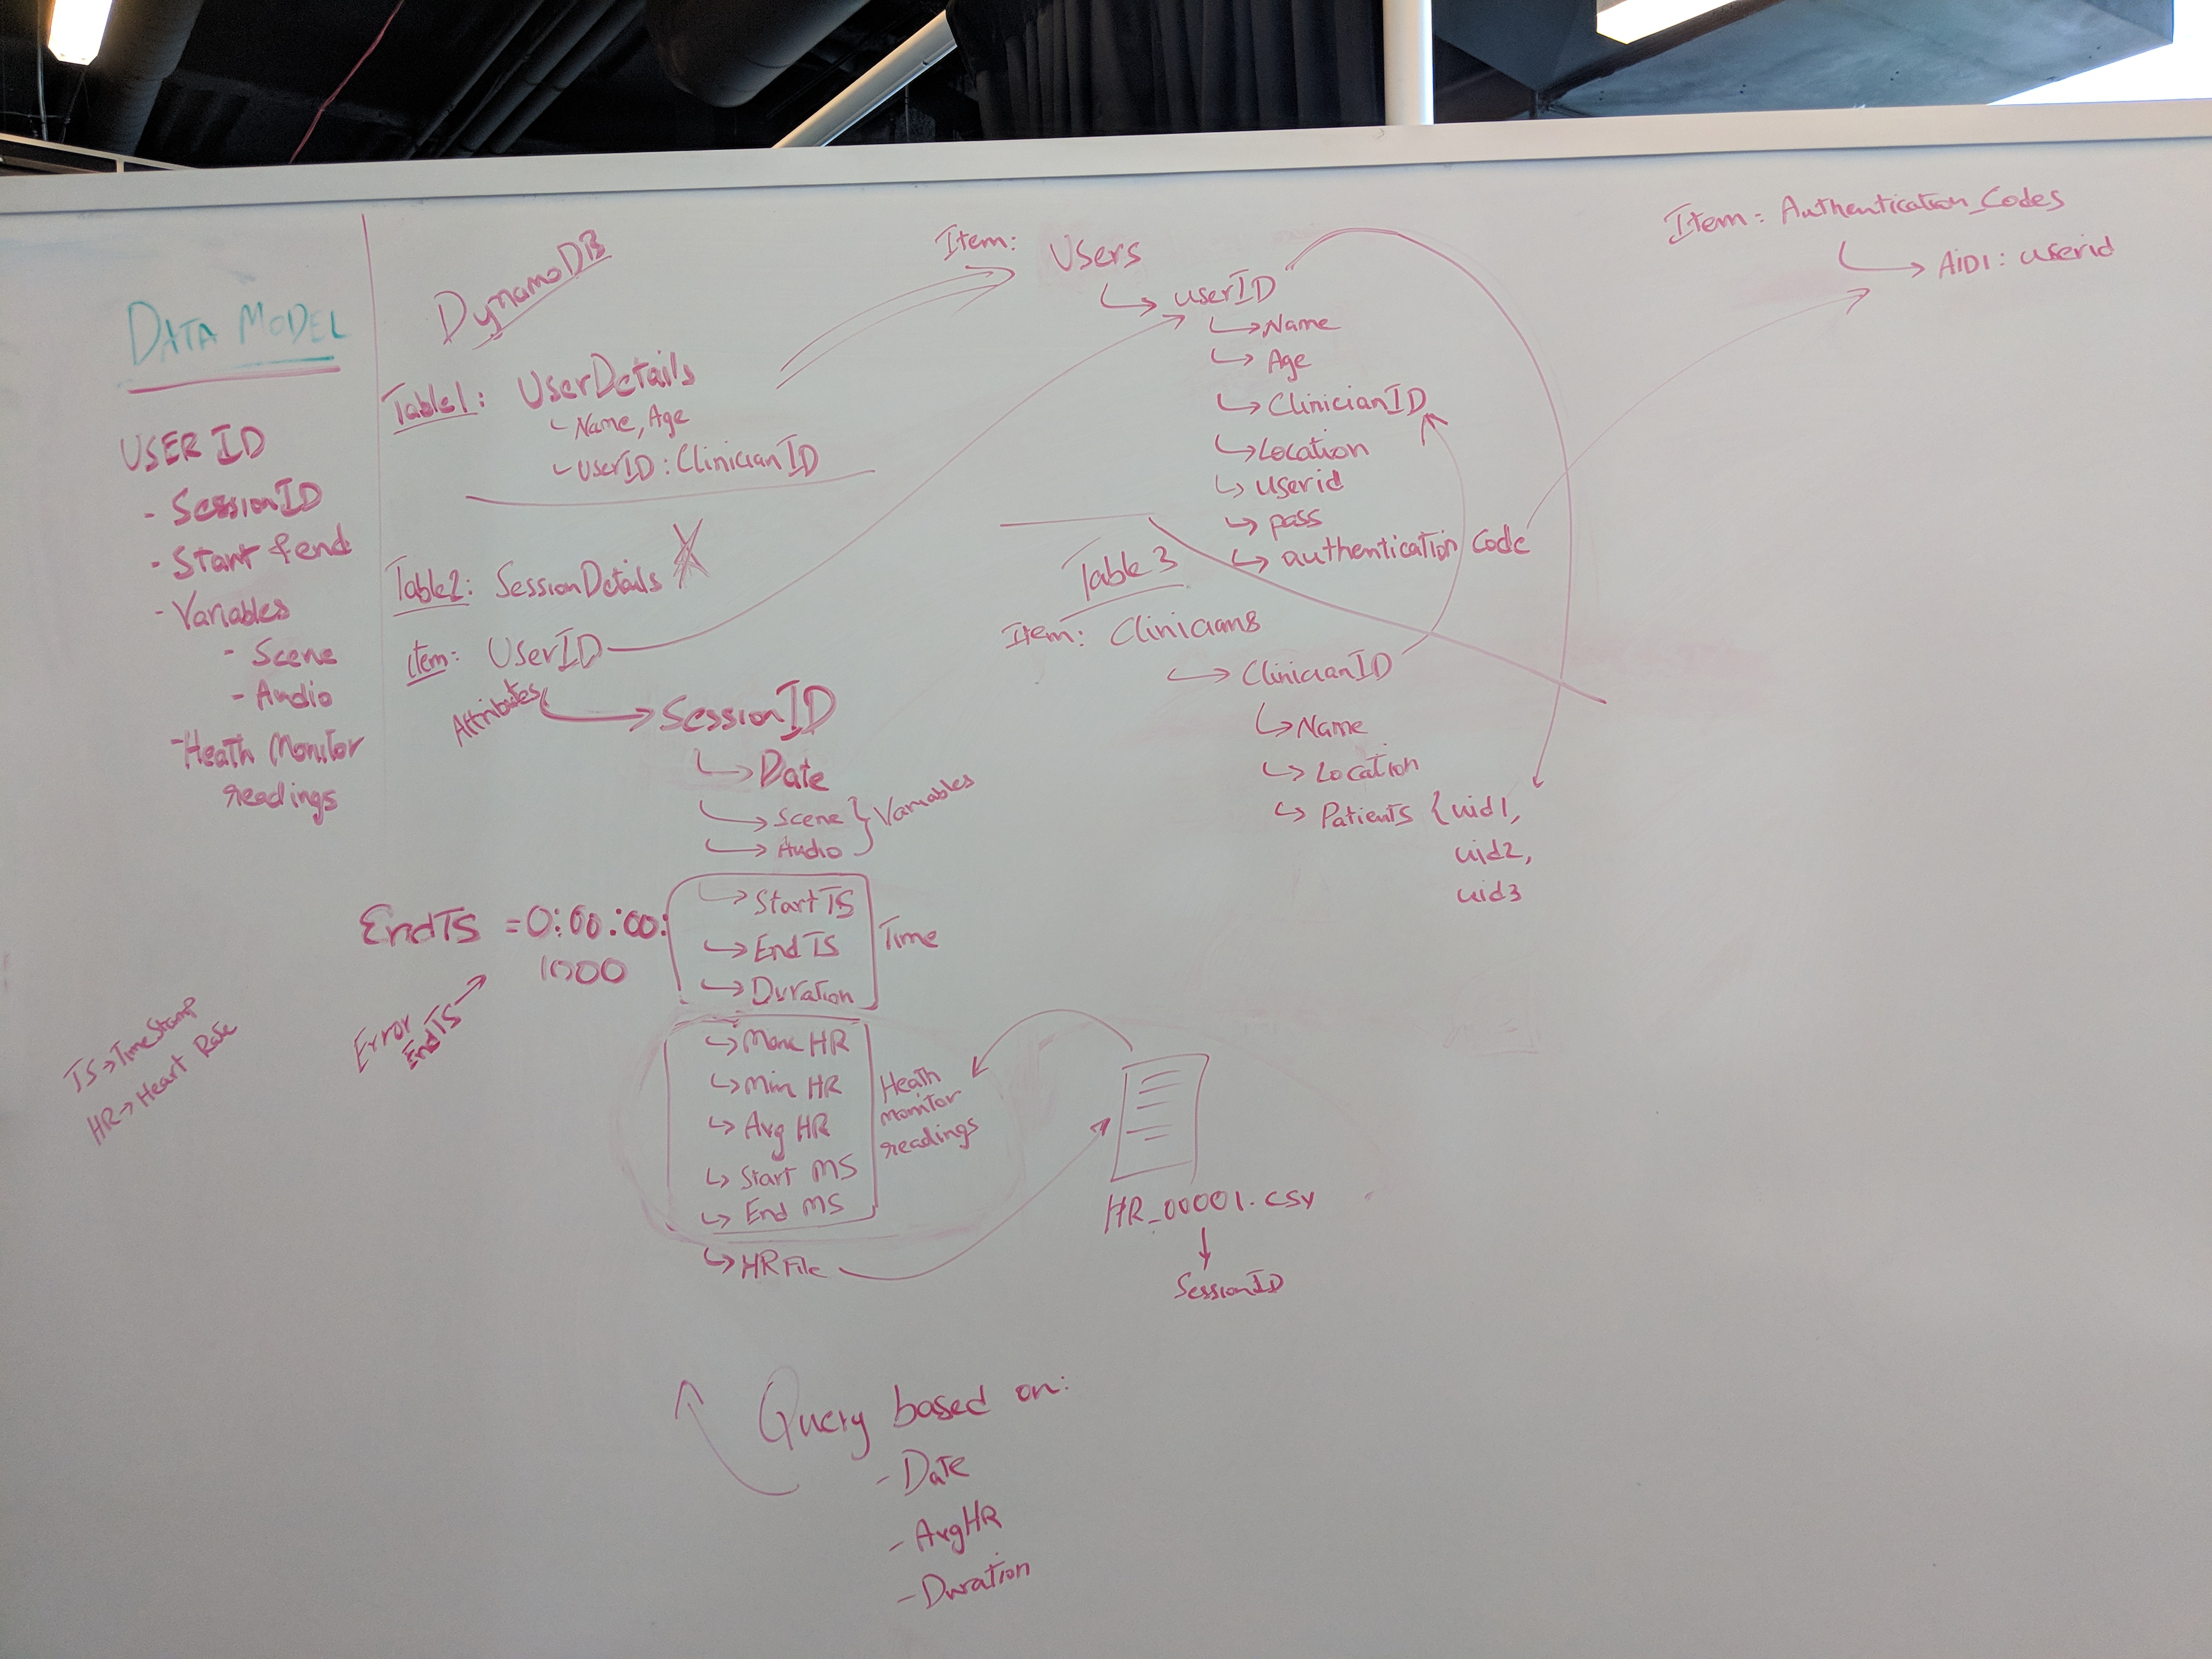 DATA MODEL
USER ID
- SessionID
- Start & end
- Variables
- Scene
- Audio
- Heath Monitor
readings
TS → TimeStamp
HR → Heart Rate
DynamoDB
Table1: UserDetails
Name, Age
UserID: ClinicianID
Table2: SessionDetails
item: UserID
Attributes
SessionID
Date
Scene
Audio
Variables
StartTS
EndTS
Duration
Time
EndTS = 0:00:00:
1000
Error
EndTS
Max HR
Min HR
Avg HR
Start MS
End MS
Heath
monitor
readings
HR File
HR_00001.csv
SessionID
Query based on:
- Date
- AvgHR
- Duration
Item: Users
userID
Name
Age
ClinicianID
Location
userid
pass
authentication code
Table 3
Item: Clinicians
ClinicianID
Name
Location
Patients { uid1,
uid2,
uid3
Item: Authentication_Codes
AID1: userid